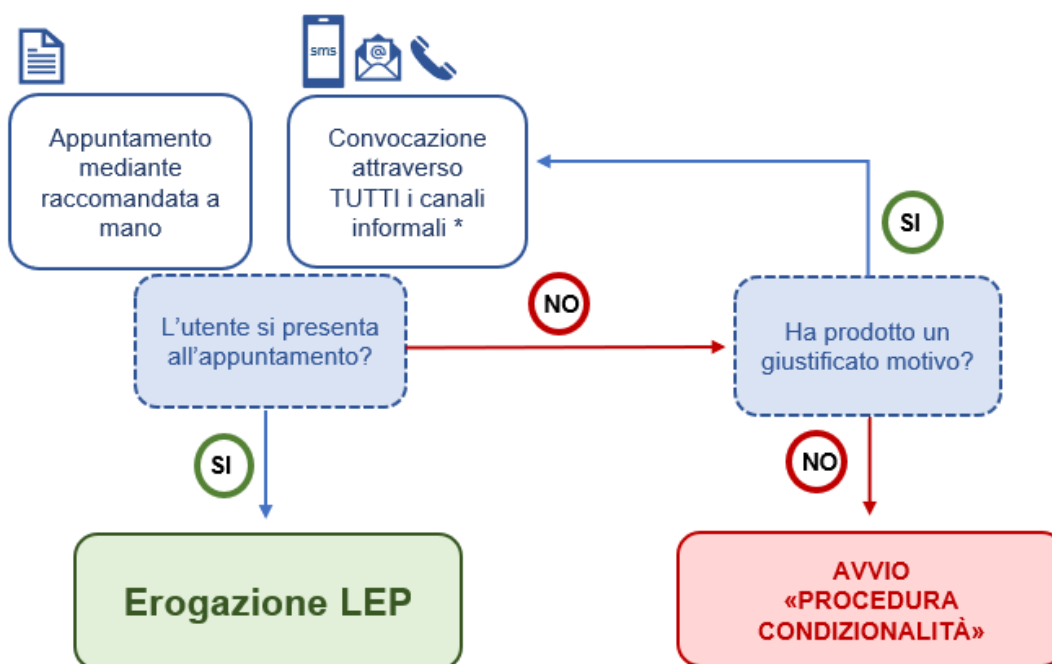 sms
@
Appuntamento
mediante
raccomandata a
mano
Convocazione
attraverso
TUTTI i canali
informali *
SI
L'utente si presenta
all'appuntamento?
NO
Ha prodotto un
giustificato motivo?
SI
NO
Erogazione LEP
AVVIO
«PROCEDURA
CONDIZIONALITÀ»